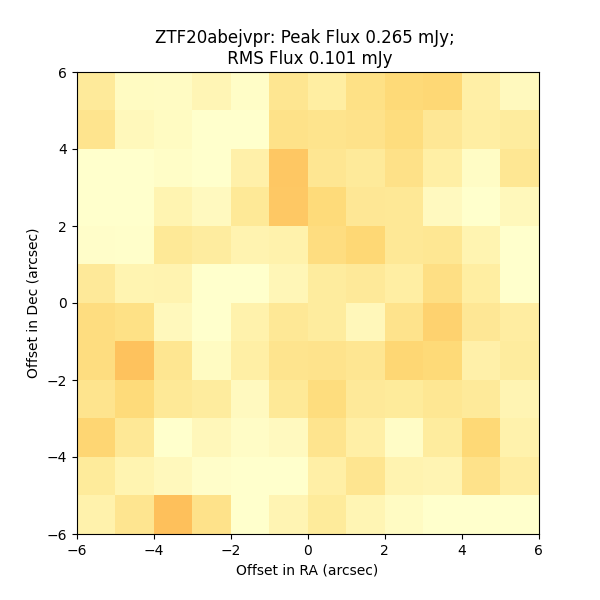 ZTF20abejvpr: Peak Flux 0.265 mJy;
RMS Flux 0.101 mJy
6
4
2
0
−2
−4
−6
Offset in Dec (arcsec)
−6 −4 −2 0 2 4 6
Offset in RA (arcsec)